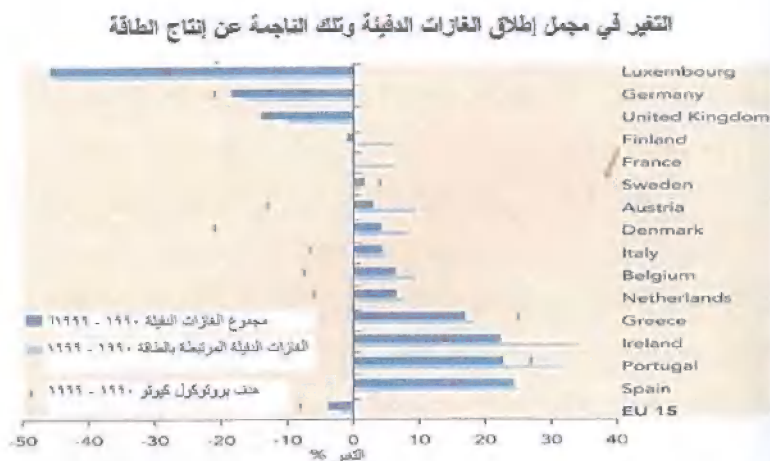 التغير في مجمل إطلاق الغازات الدفيئة وتلك الناجمة عن إنتاج الطاقة
Luxembourg
Germany
United Kingdom
Finland
France
Sweden
Austria
Denmark
Italy
Belgium
Netherlands
Greece
Ireland
Portugal
Spain
EU 15
مجموع الغازات الدفيئة ١٩٩٠ - ١٩٩٩
الغازات الدفيئة المرتبطة بالطاقة ١٩٩٠ - ١٩٩٩
هدف بروتوكول كيوتو ١٩٩٠ - ١٩٩٩
-50 -40 -30 -20 -10 0 10 20 30 40
التغير %